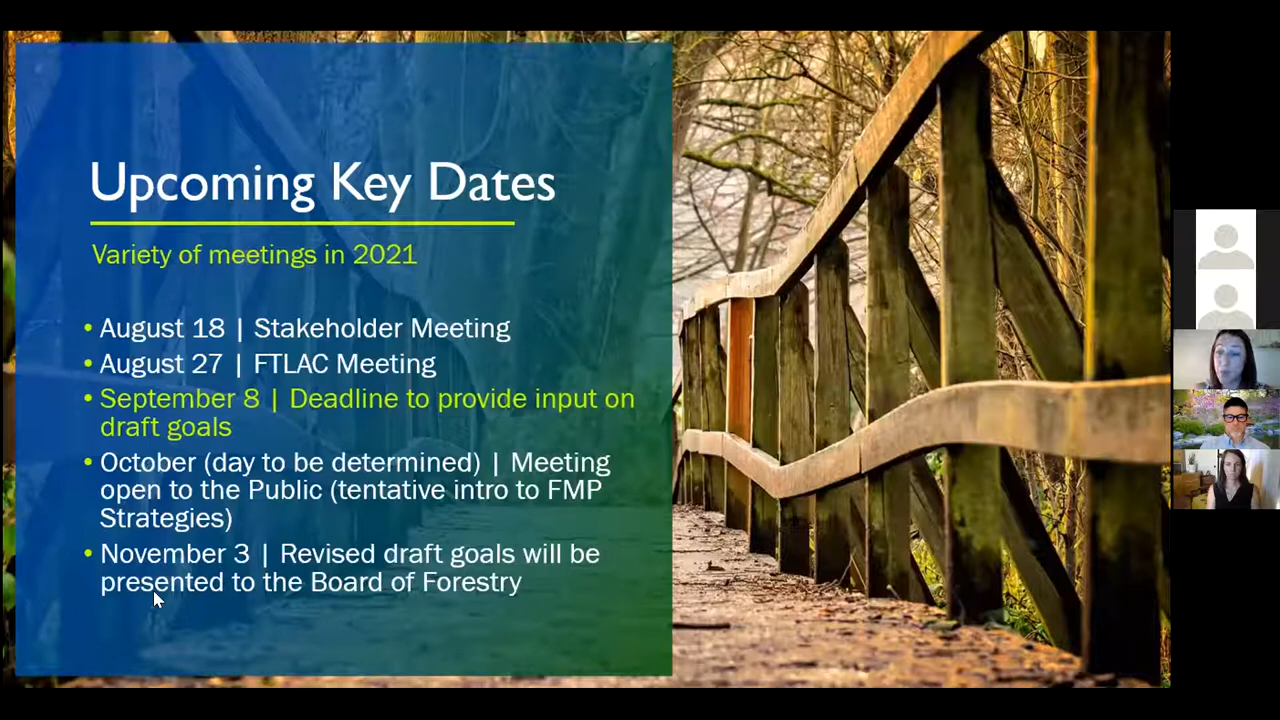 Upcoming Key Dates
Variety of meetings in 2021
• August 18 | Stakeholder Meeting
• August 27 | FTLAC Meeting
• September 8 | Deadline to provide input on
draft goals
• October (day to be determined) | Meeting
open to the Public (tentative intro to FMP
Strategies)
• November 3 | Revised draft goals will be
presented to the Board of Forestry